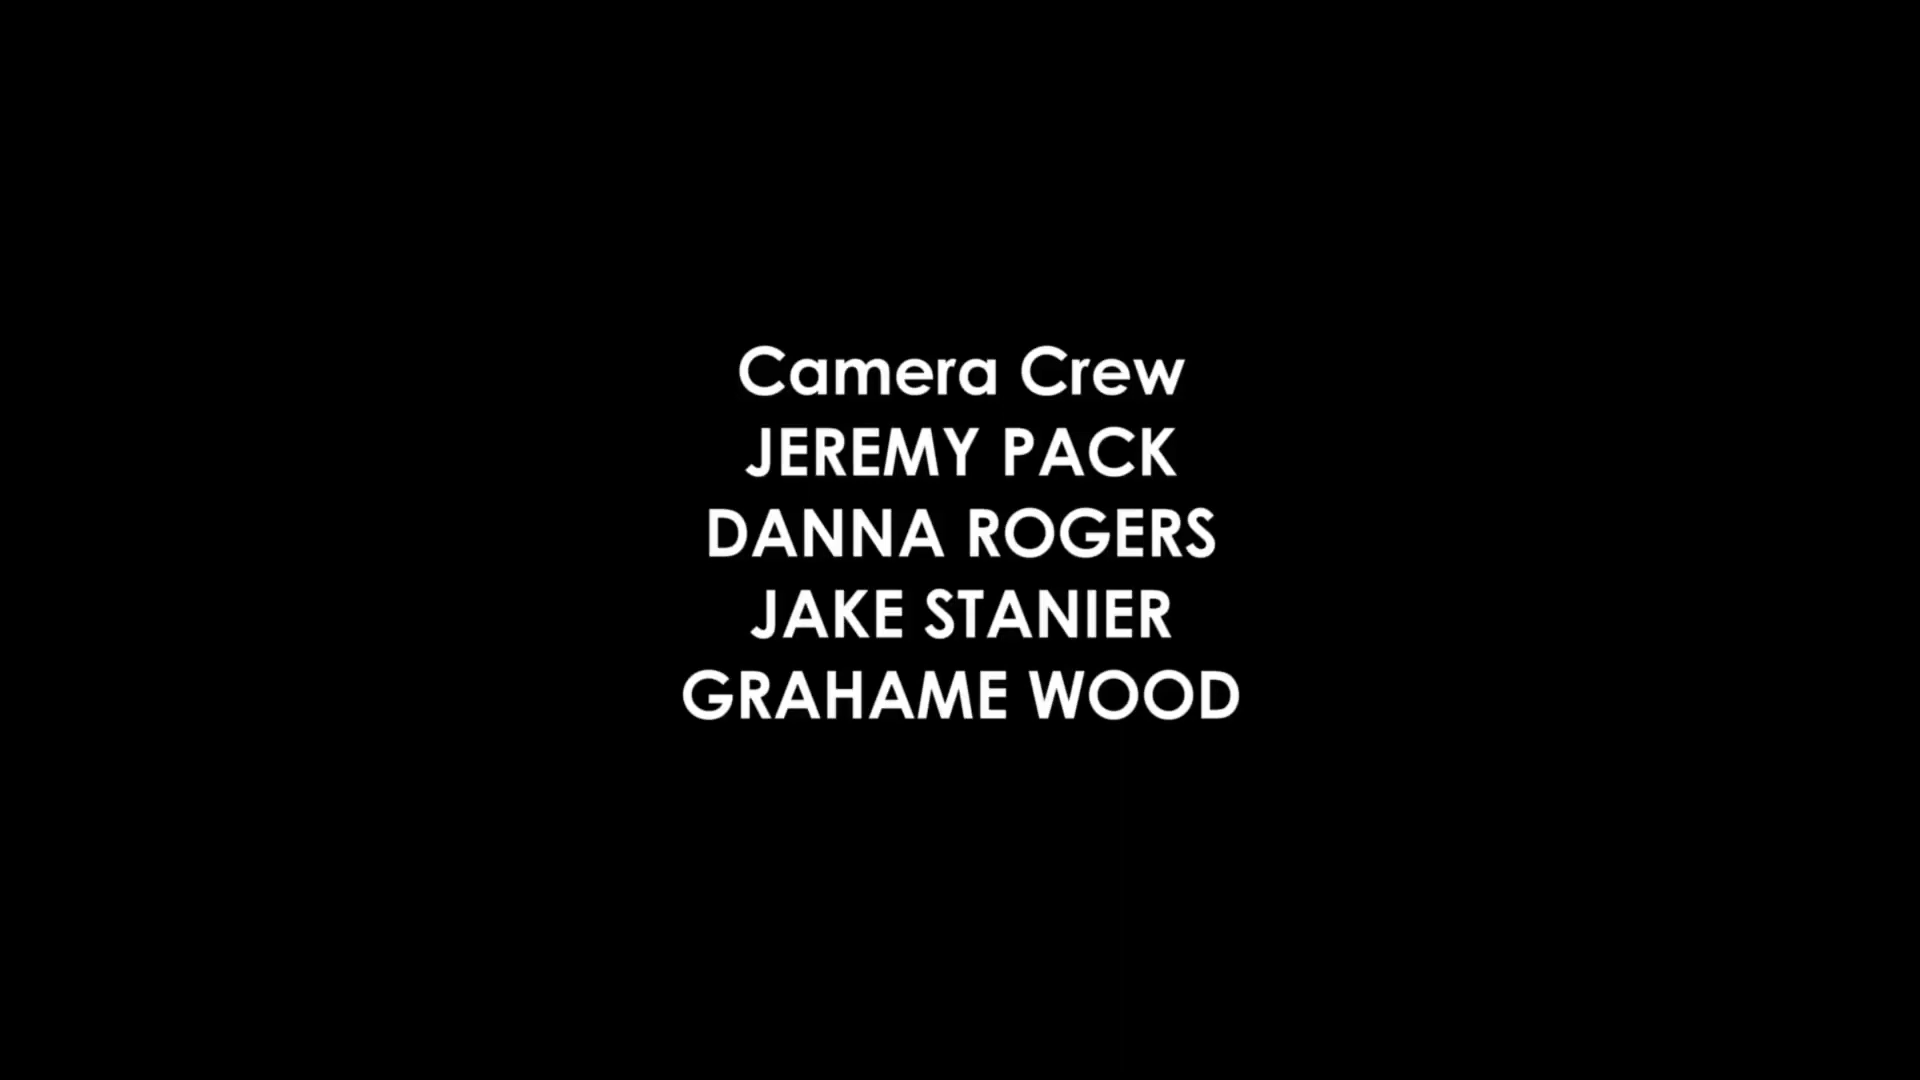 Camera Crew
JEREMY PACK
DANNA ROGERS
JAKE STANIER
GRAHAME WOOD